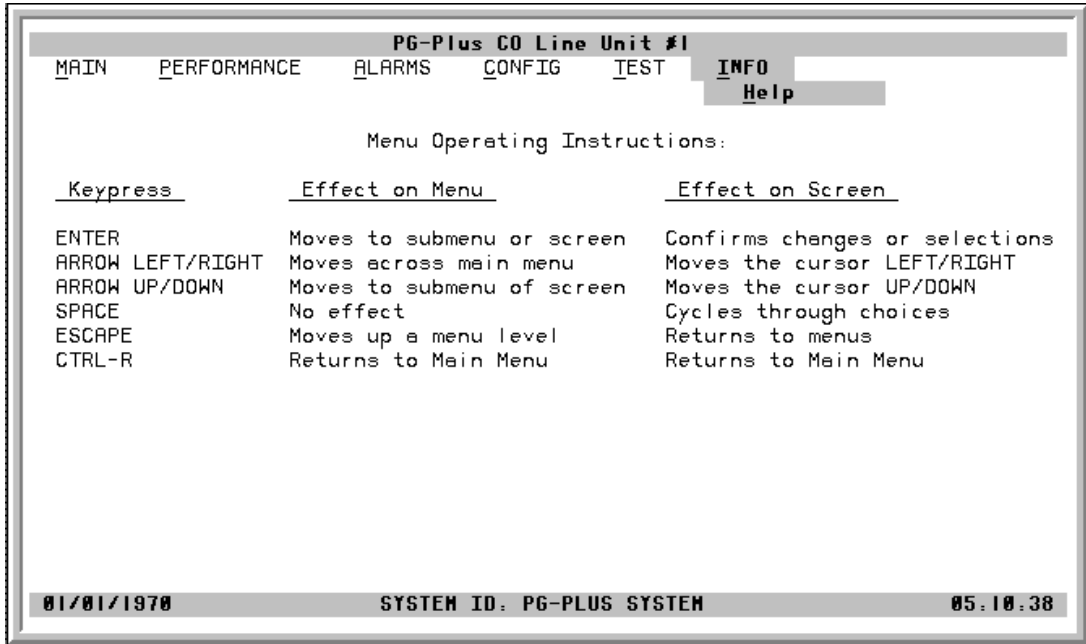 PG-Plus CO Line Unit #1
MAIN PERFORMANCE ALARMS CONFIG TEST INFO
Help
Menu Operating Instructions:
Keypress Effect on Menu Effect on Screen
ENTER Moves to submenu or screen Confirms changes or selections
ARROW LEFT/RIGHT Moves across main menu Moves the cursor LEFT/RIGHT
ARROW UP/DOWN Moves to submenu of screen Moves the cursor UP/DOWN
SPACE No effect Cycles through choices
ESCAPE Moves up a menu level Returns to menus
CTRL-R Returns to Main Menu Returns to Main Menu
01/01/1970 SYSTEM ID: PG-PLUS SYSTEM 05:10:38